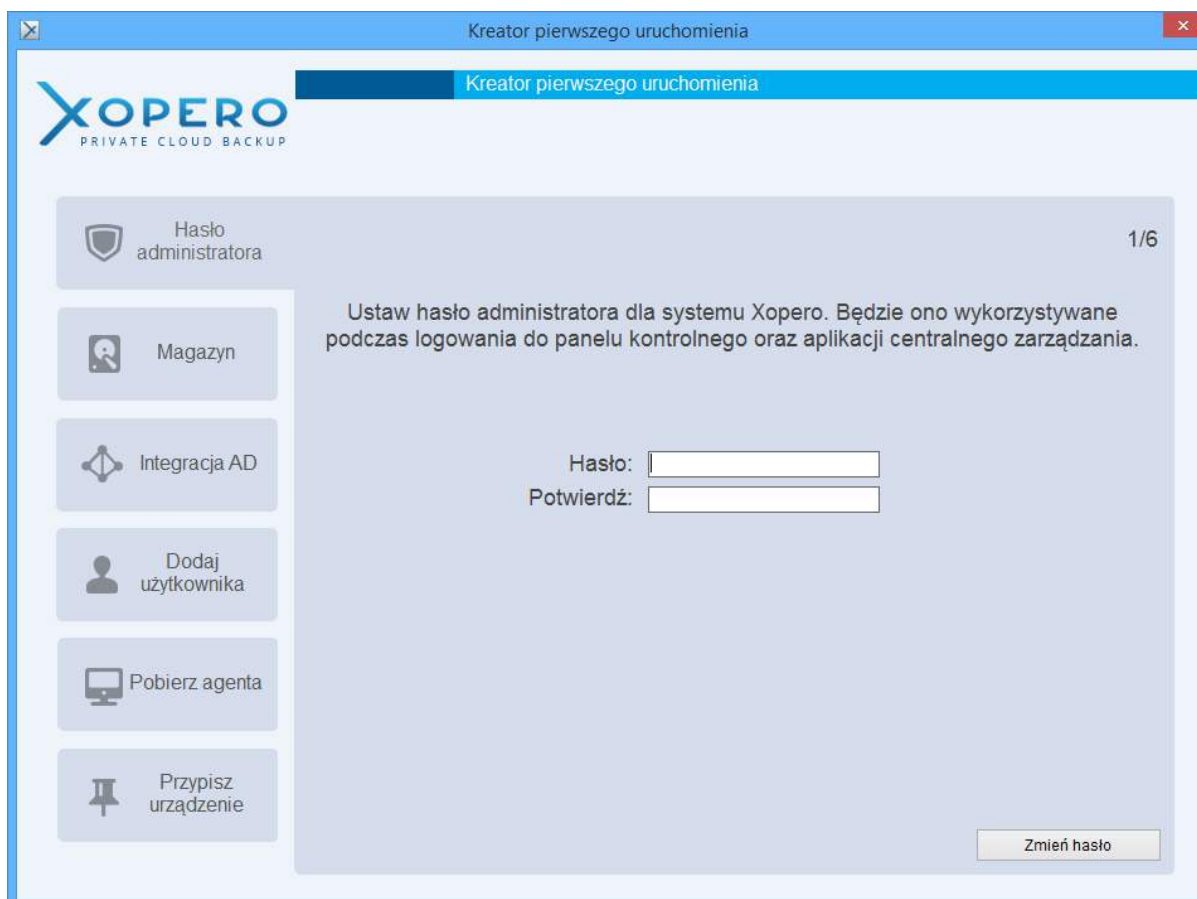 Kreator pierwszego uruchomienia
Kreator pierwszego uruchomienia
XOPERO
PRIVATE CLOUD BACKUP
Hasło
administratora
1/6
Ustaw hasło administratora dla systemu Xopero. Będzie ono wykorzystywane
podczas logowania do panelu kontrolnego oraz aplikacji centralnego zarządzania.
Magazyn
Integracja AD
Hasło:
Potwierdź:
Dodaj
użytkownika
Pobierz agenta
Przypisz
urządzenie
Zmień hasło